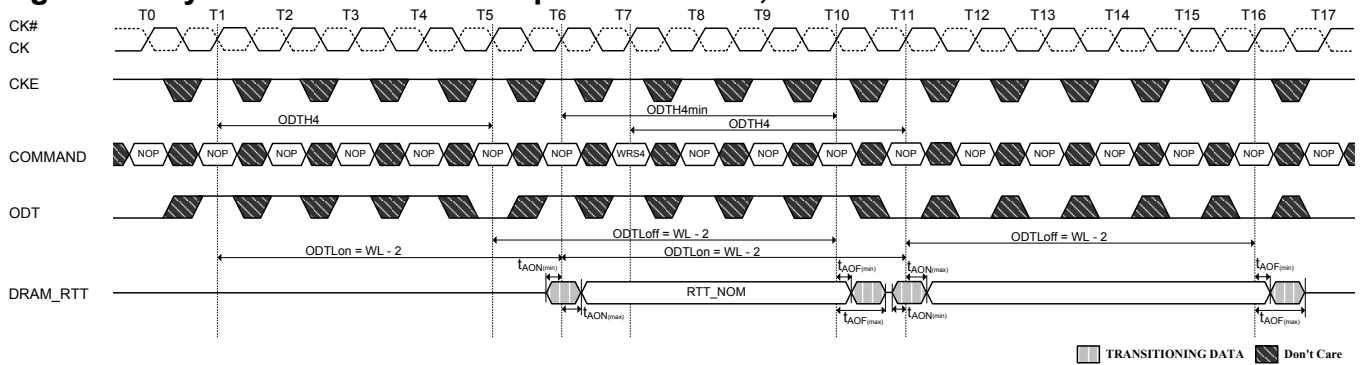 T0 T1 T2 T3 T4 T5 T6 T7 T8 T9 T10 T11 T12 T13 T14 T15 T16 T17
CK#
CK
CKE
ODTH4min
ODTH4
ODTH4
COMMAND NOP NOP NOP NOP NOP NOP NOP WRS4 NOP NOP NOP NOP NOP NOP NOP NOP NOP NOP
ODT
ODTLoff = WL - 2 ODTLoff = WL - 2
ODTLon = WL - 2 ODTLon = WL - 2
tAON(min) tAOF(min) tAON(max) tAOF(min)
DRAM_RTT RTT_NOM
tAON(max) tAOF(max) tAON(min) tAOF(max)
TRANSITIONING DATA Don't Care